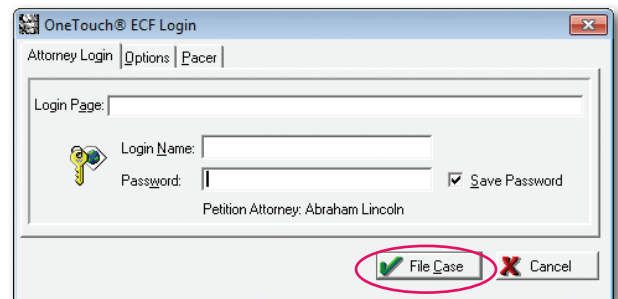 OneTouch® ECF Login
Attorney Login Options Pacer
Login Page:
Login Name:
Password: Save Password
Petition Attorney: Abraham Lincoln
File Case Cancel